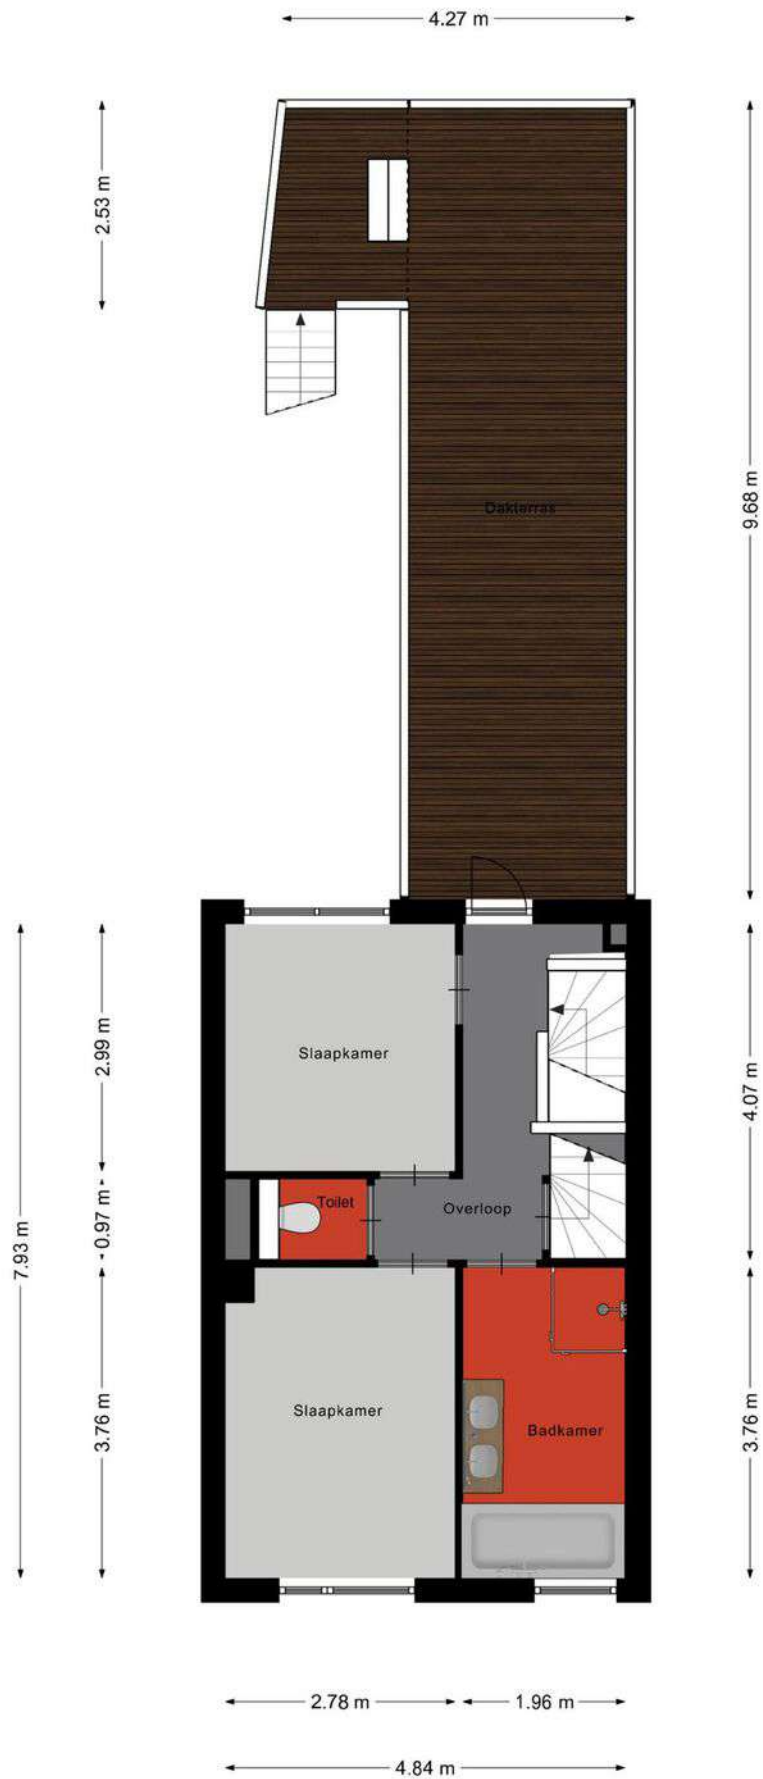 4.27 m
2.53 m
9.68 m
Dakterras
2.99 m
Slaapkamer
4.07 m
0.97 m
Toilet
Overloop
7.93 m
3.76 m
Slaapkamer
Badkamer
3.76 m
2.78 m
1.96 m
4.84 m